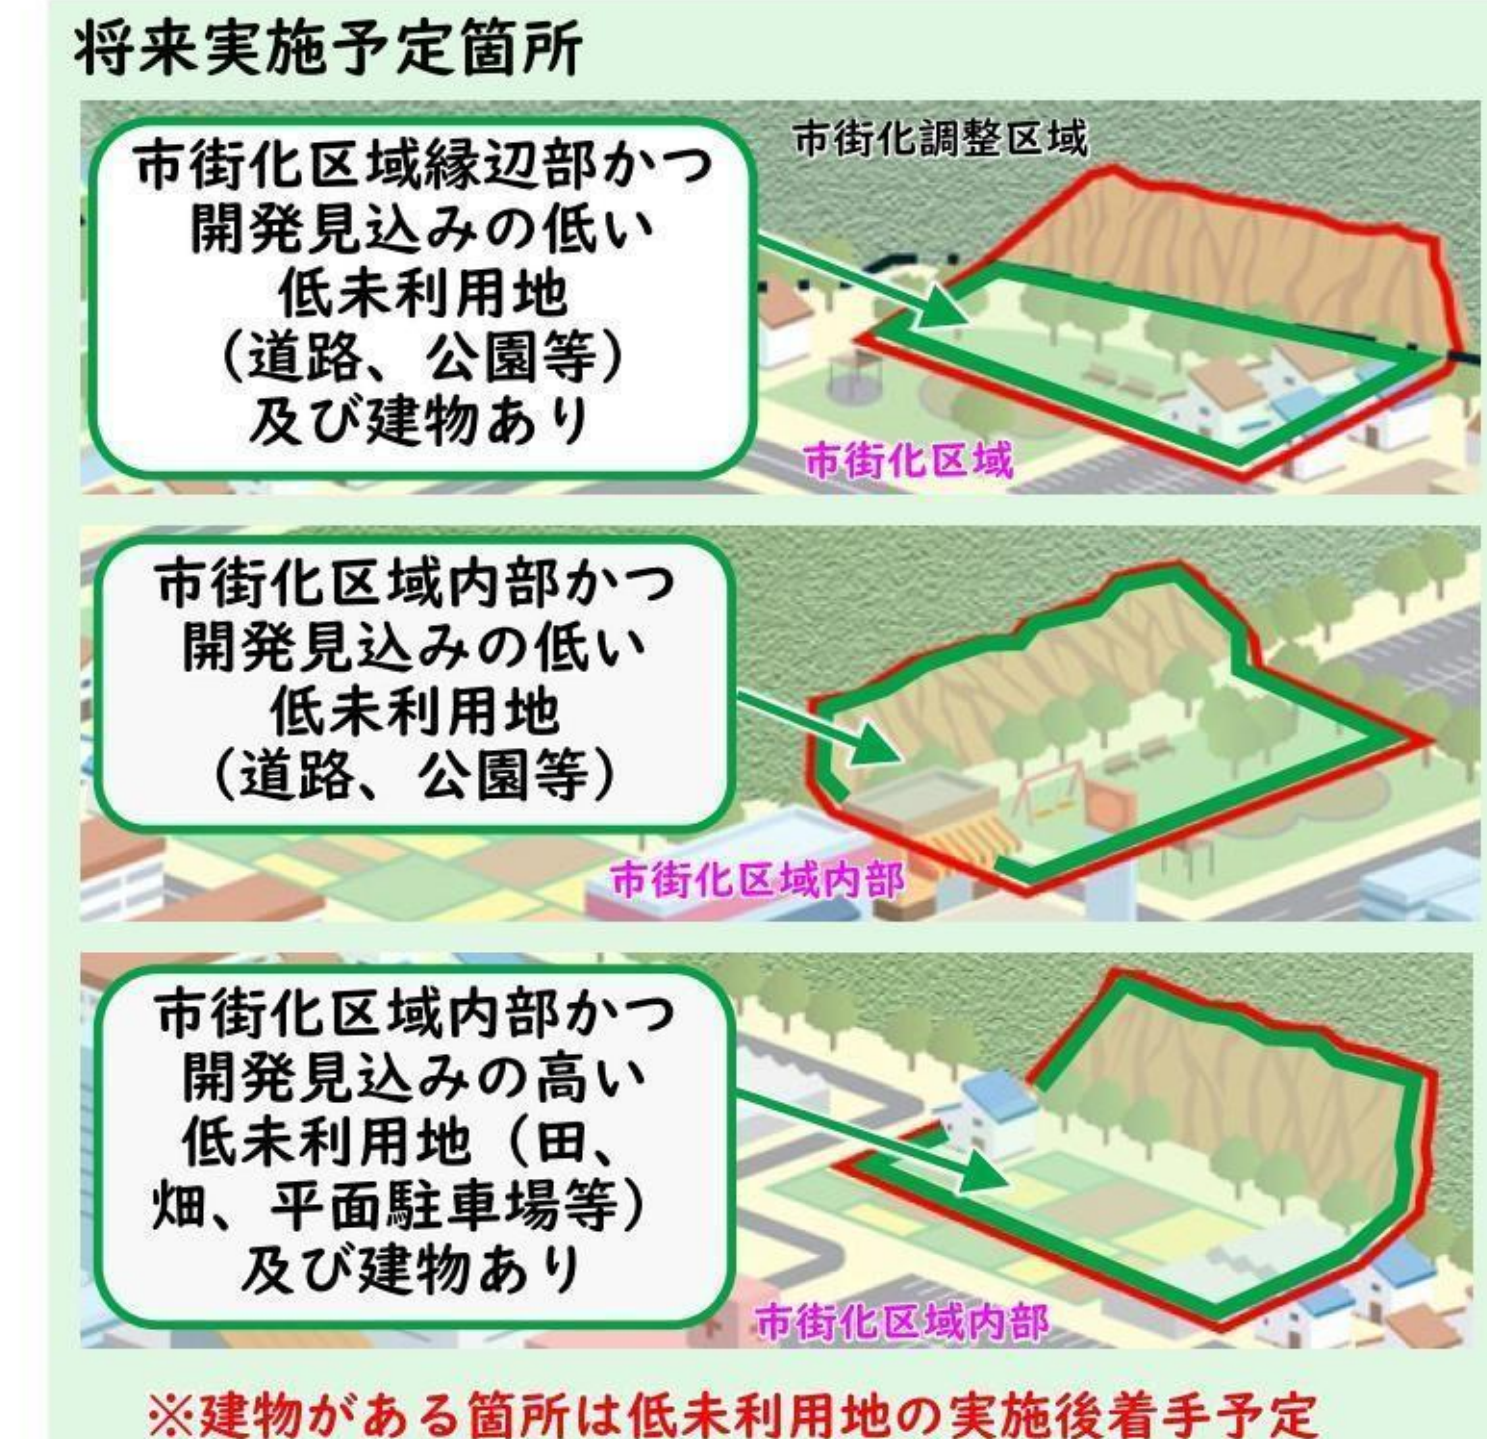 将来実施予定箇所
市街化区域縁辺部かつ
開発見込みの低い
低未利用地
（道路、公園等）
及び建物あり
市街化調整区域
市街化区域
市街化区域内部かつ
開発見込みの低い
低未利用地
（道路、公園等）
市街化区域内部
市街化区域内部かつ
開発見込みの高い
低未利用地（田、
畑、平面駐車場等）
及び建物あり
市街化区域内部
※建物がある箇所は低未利用地の実施後着手予定